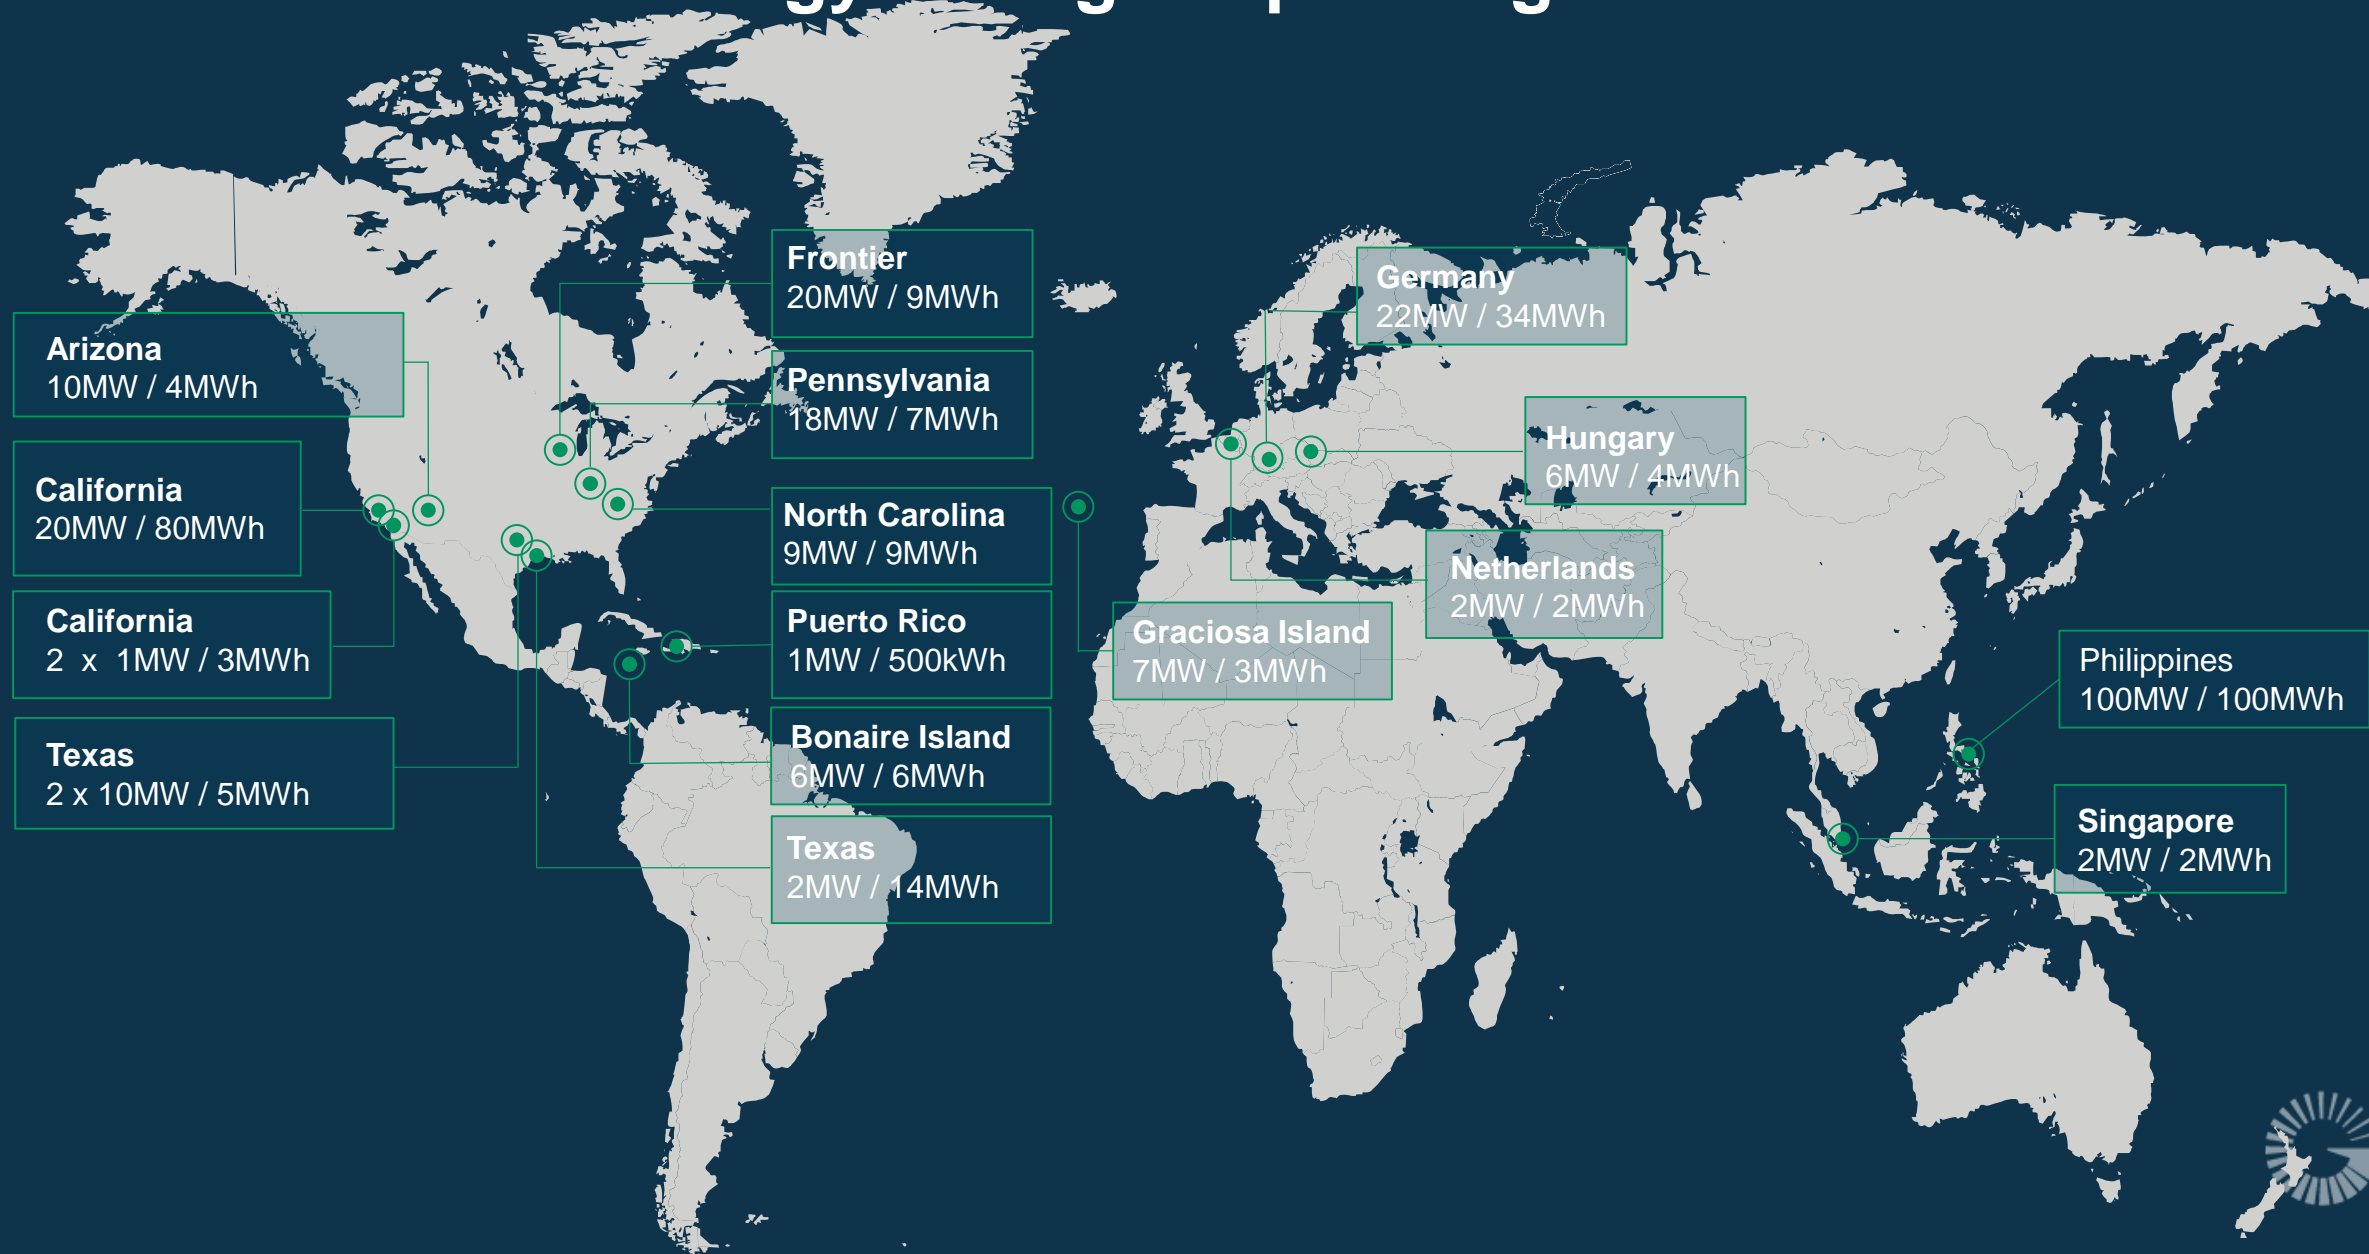 Frontier
20MW / 9MWh
Germany
22MW / 34MWh
Arizona
10MW / 4MWh
Pennsylvania
18MW / 7MWh
Hungary
6MW / 4MWh
California
20MW / 80MWh
North Carolina
9MW / 9MWh
Netherlands
2MW / 2MWh
California
2 x 1MW / 3MWh
Puerto Rico
1MW / 500kWh
Graciosa Island
7MW / 3MWh
Philippines
100MW / 100MWh
Texas
2 x 10MW / 5MWh
Bonaire Island
6MW / 6MWh
Texas
2MW / 14MWh
Singapore
2MW / 2MWh